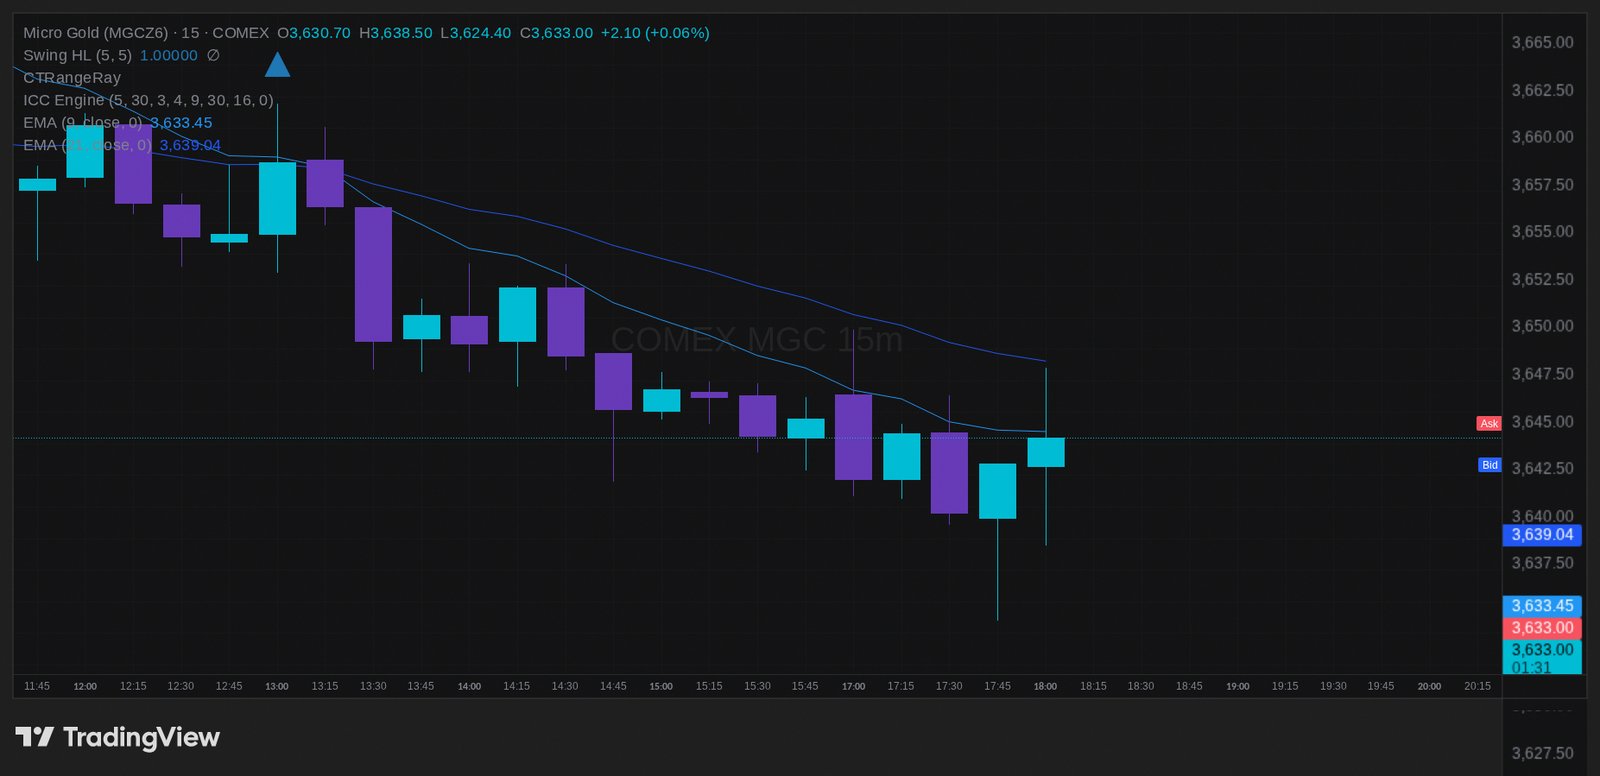 Micro Gold (MGCZ6) · 15 · COMEX O3,630.70 H3,638.50 L3,624.40 C3,633.00 +2.10 (+0.06%)
Swing HL (5, 5) 1.00000 ∅
CTRangeRay
ICC Engine (5, 30, 3, 4, 9, 30, 16, 0)
EMA (9, close, 0) 3,633.45
EMA ( close, 0) 3,639.04
COMEX MGC 15m
3,665.00
3,662.50
3,660.00
3,657.50
3,655.00
3,652.50
3,650.00
3,647.50
Ask 3,645.00
Bid 3,642.50
3,640.00
3,639.04
3,637.50
3,633.45
3,633.00
3,633.00
01:31
11:45 12:00 12:15 12:30 12:45 13:00 13:15 13:30 13:45 14:00 14:15 14:30 14:45 15:00 15:15 15:30 15:45 17:00 17:15 17:30 17:45 18:00 18:15 18:30 18:45 19:00 19:15 19:30 19:45 20:00 20:15
TradingView
3,627.50